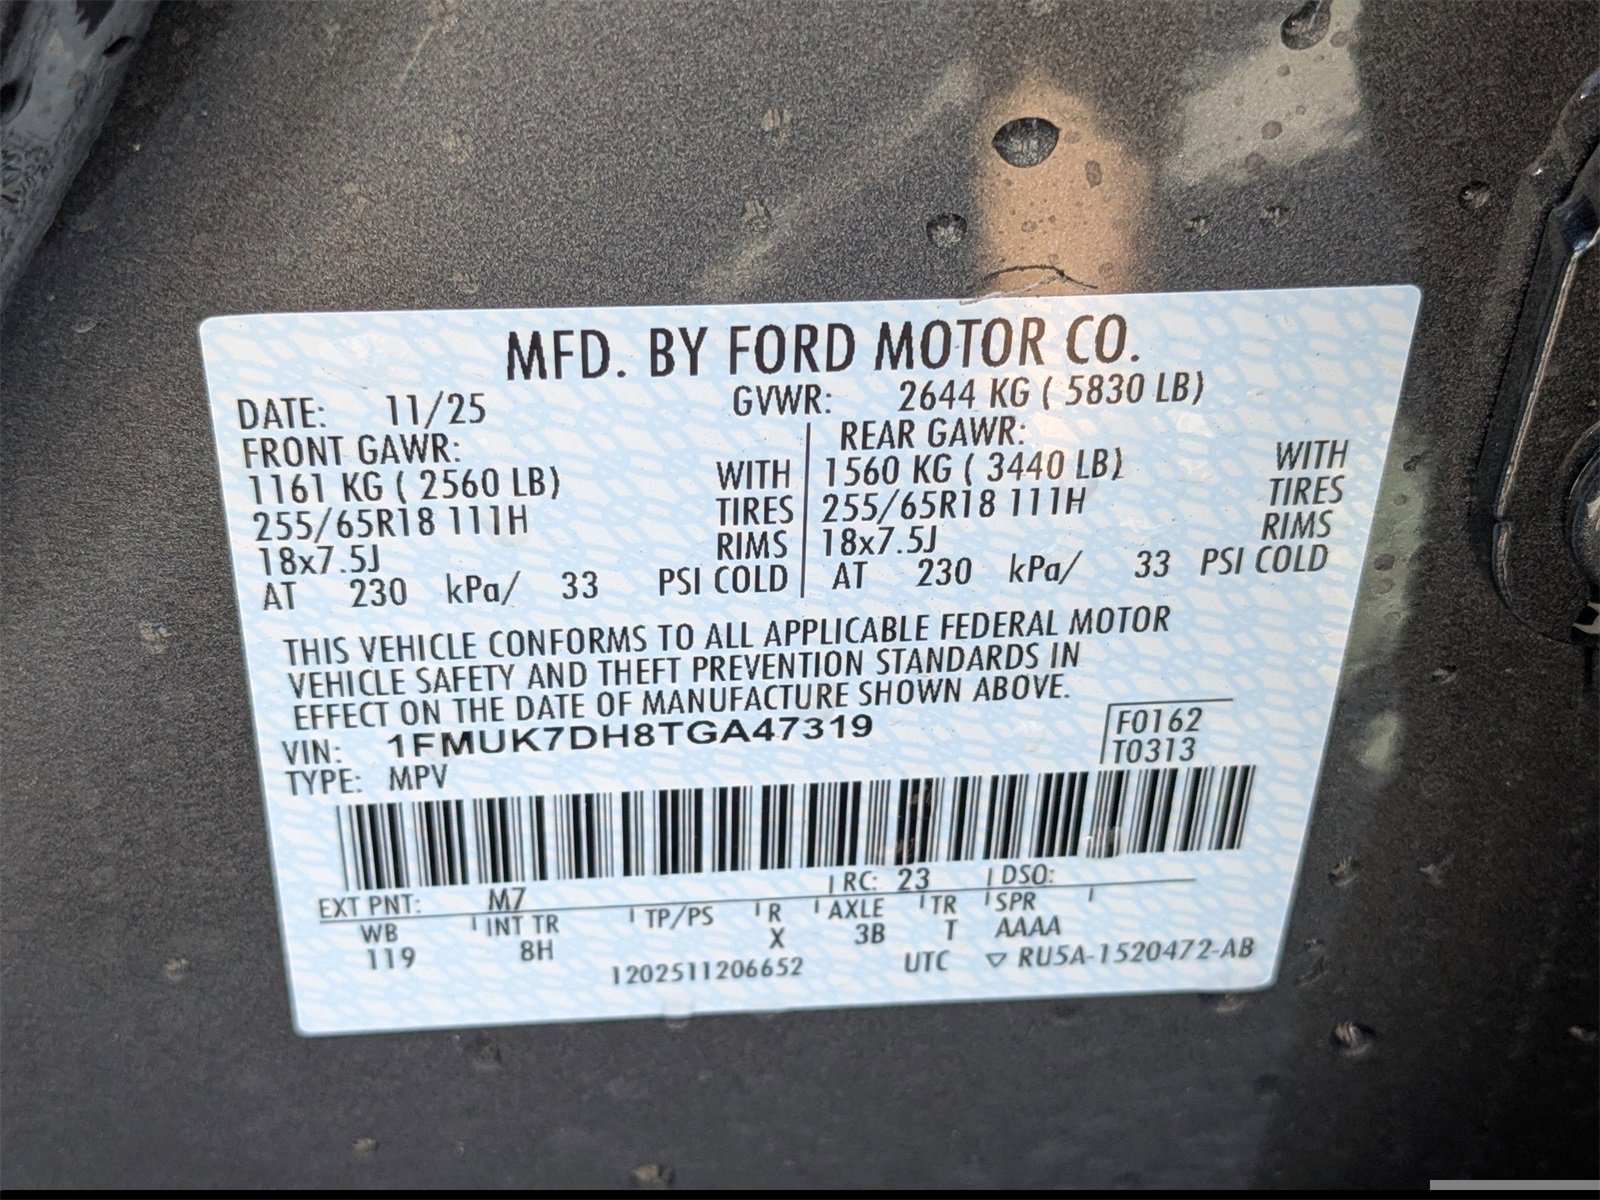 MFD. BY FORD MOTOR CO.
DATE: 11/25 GVWR: 2644 KG ( 5830 LB)
FRONT GAWR: REAR GAWR:
1161 KG ( 2560 LB) WITH 1560 KG ( 3440 LB) WITH
255/65R18 111H TIRES 255/65R18 111H TIRES
18x7.5J RIMS 18x7.5J RIMS
AT 230 kPa/ 33 PSI COLD AT 230 kPa/ 33 PSI COLD
THIS VEHICLE CONFORMS TO ALL APPLICABLE FEDERAL MOTOR
VEHICLE SAFETY AND THEFT PREVENTION STANDARDS IN
EFFECT ON THE DATE OF MANUFACTURE SHOWN ABOVE.
VIN: 1FMUK7DH8TGA47319 F0162
TYPE: MPV T0313
EXT PNT: M7 RC: 23 DSO:
WB INT TR TP/PS R AXLE TR SPR
119 8H X 3B T AAAA
1202511206652 UTC ▽ RU5A-1520472-AB